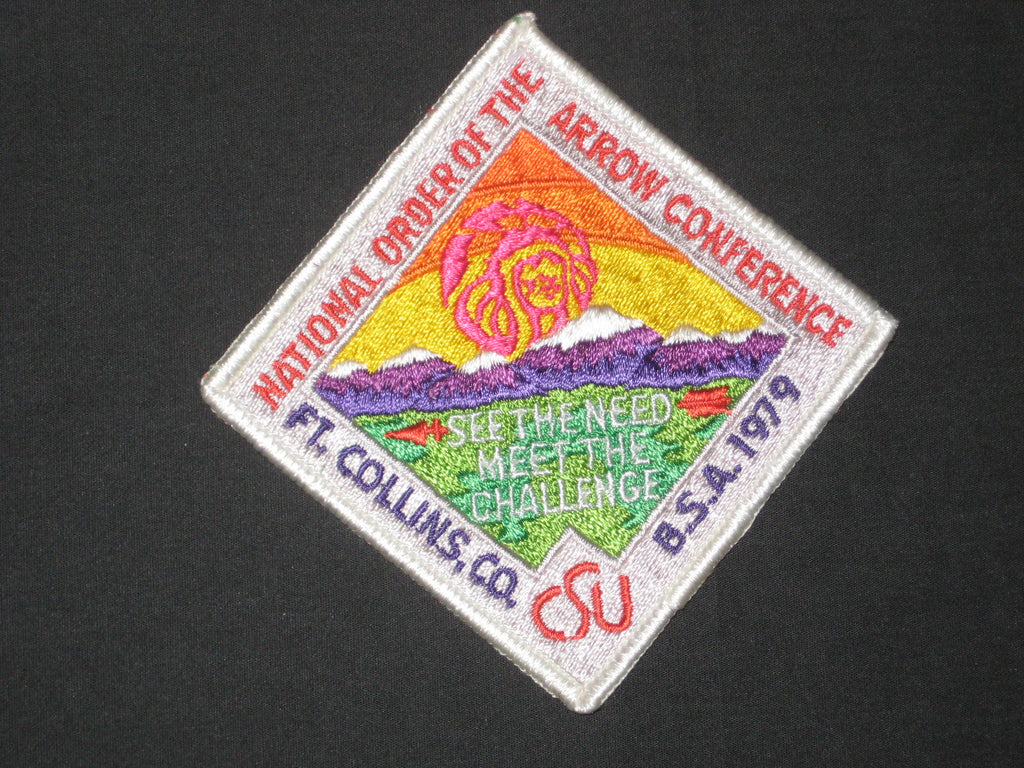 NATIONAL ORDER OF THE
ARROW CONFERENCE
SEE THE NEED
MEET THE
CHALLENGE
FT. COLLINS, CO.
CSU
B.S.A. 1979